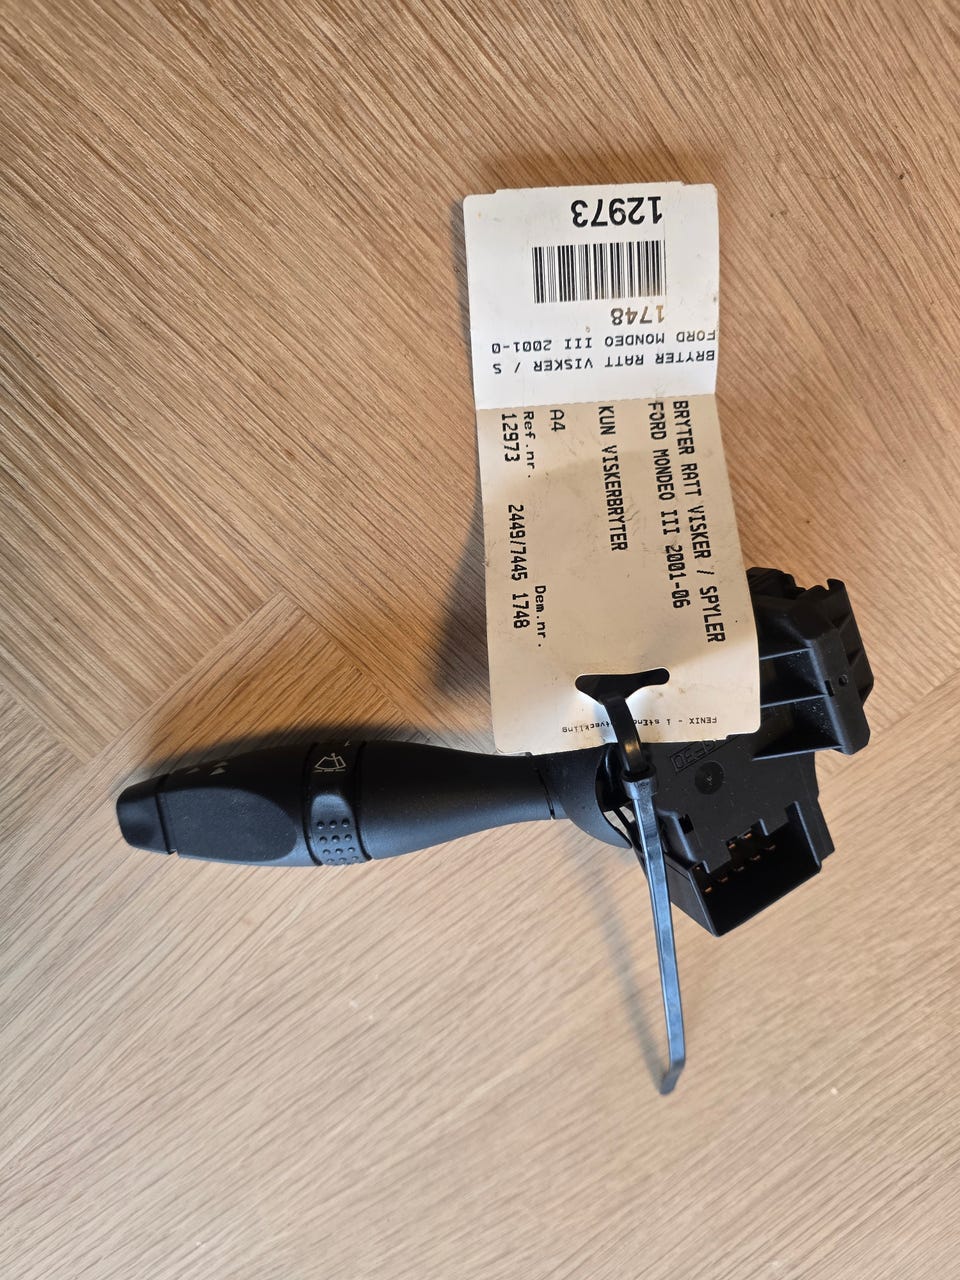 12973
1748
FORD MONDEO III 2001-0
BRYTER RATT VISKER / S
BRYTER RATT VISKER / SPYLER
FORD MONDEO III 2001-06
KUN VISKERBRYTER
A4
Ref.nr. Dem.nr.
12973 2449/7445 1748
FENIX - i